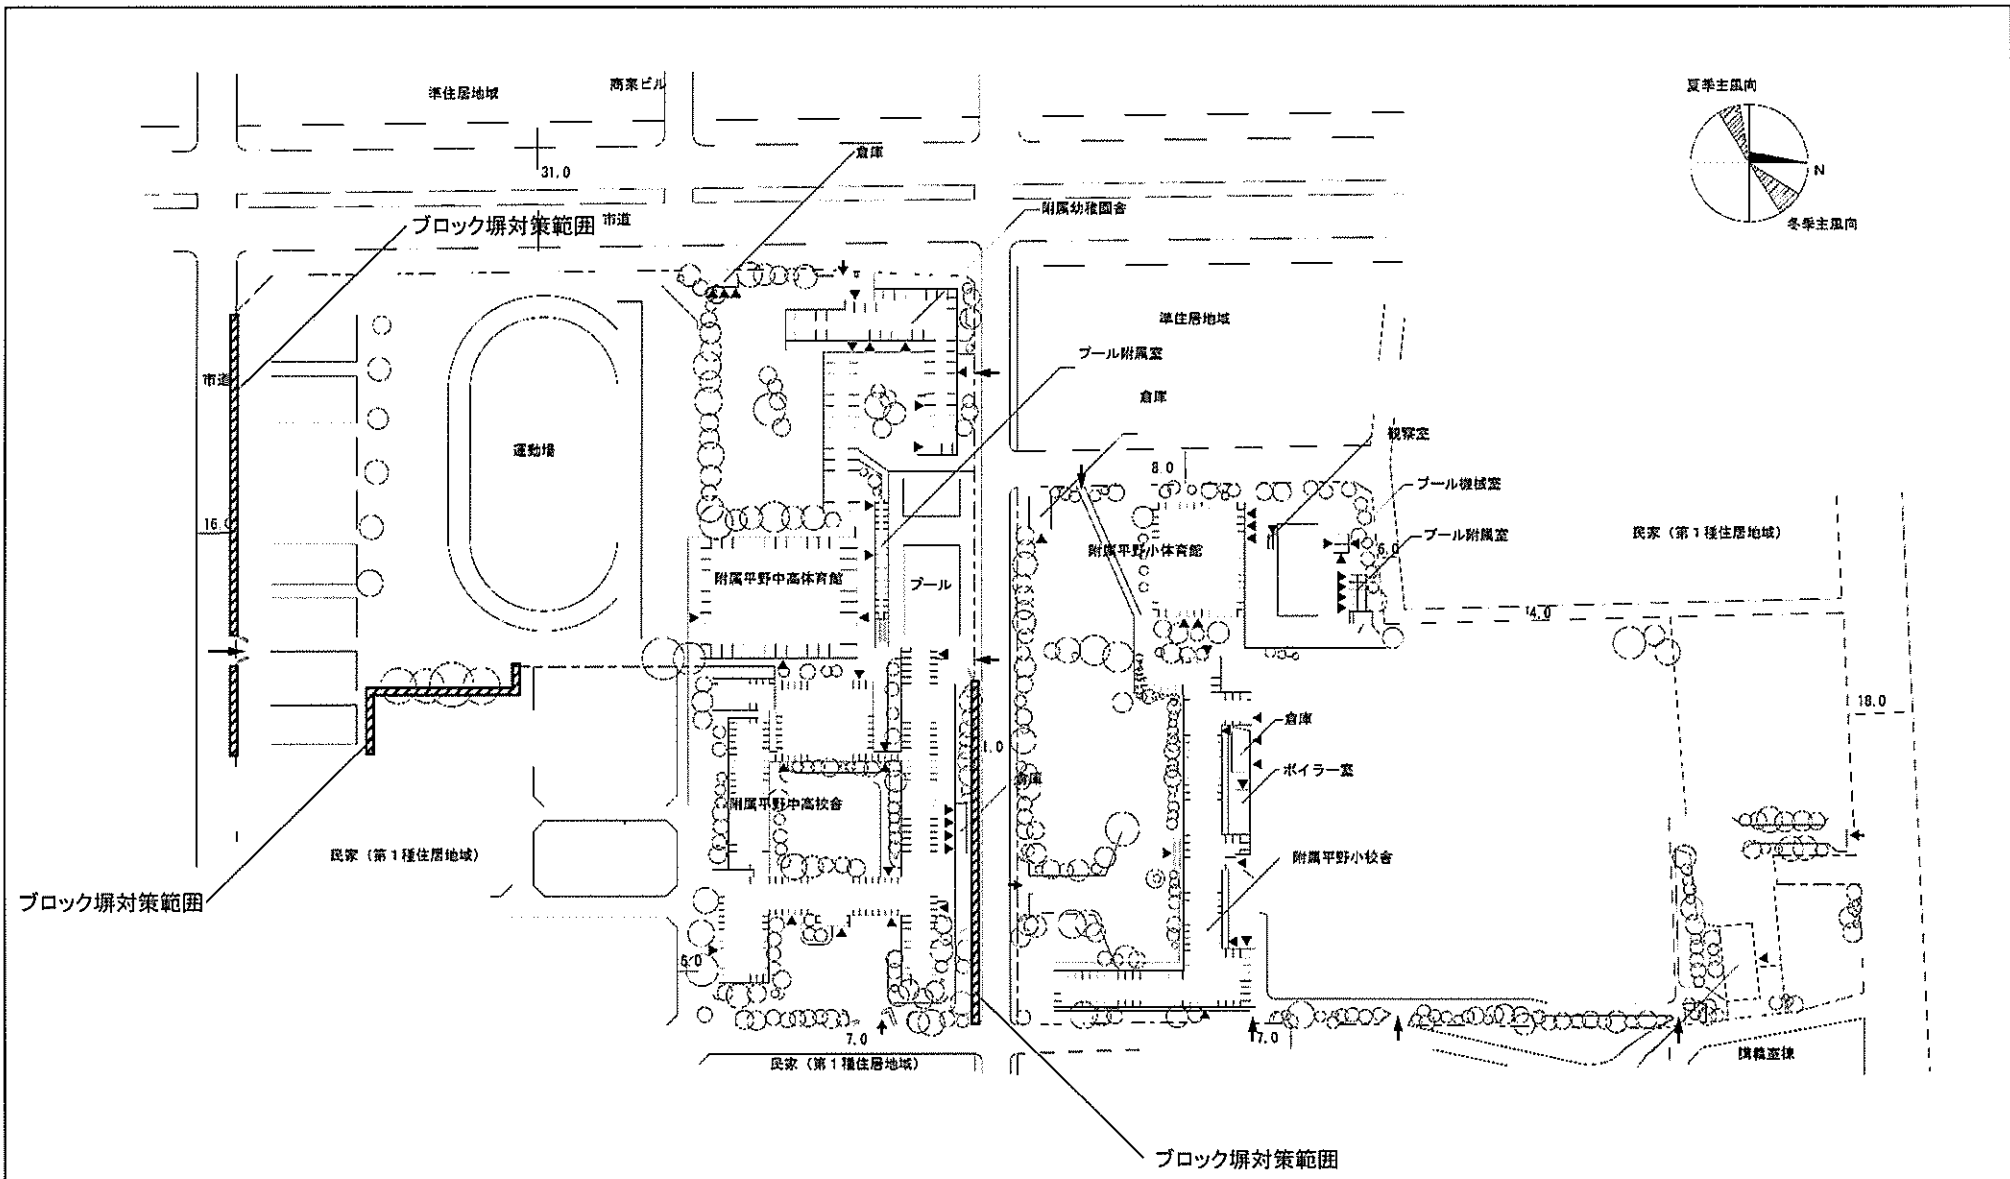 準住居地域
商業ビル
夏季主風向
倉庫
31.0
N
附属幼稚園舎
市道
ブロック塀対策範囲
冬季主風向
準住居地域
プール附属室
市道
倉庫
観察室
運動場
8.0
プール機械室
16.0
民家(第1種住居地域)
プール附属室
6.0
附属平野小体育館
附属平野中高体育館
プール
4.0
18.0
倉庫
ボイラー室
倉庫
附属平野中高校舎
民家(第1種住居地域)
附属平野小校舎
ブロック塀対策範囲
6.0
7.0
7.0
民家(第1種住居地域)
講義室棟
ブロック塀対策範囲